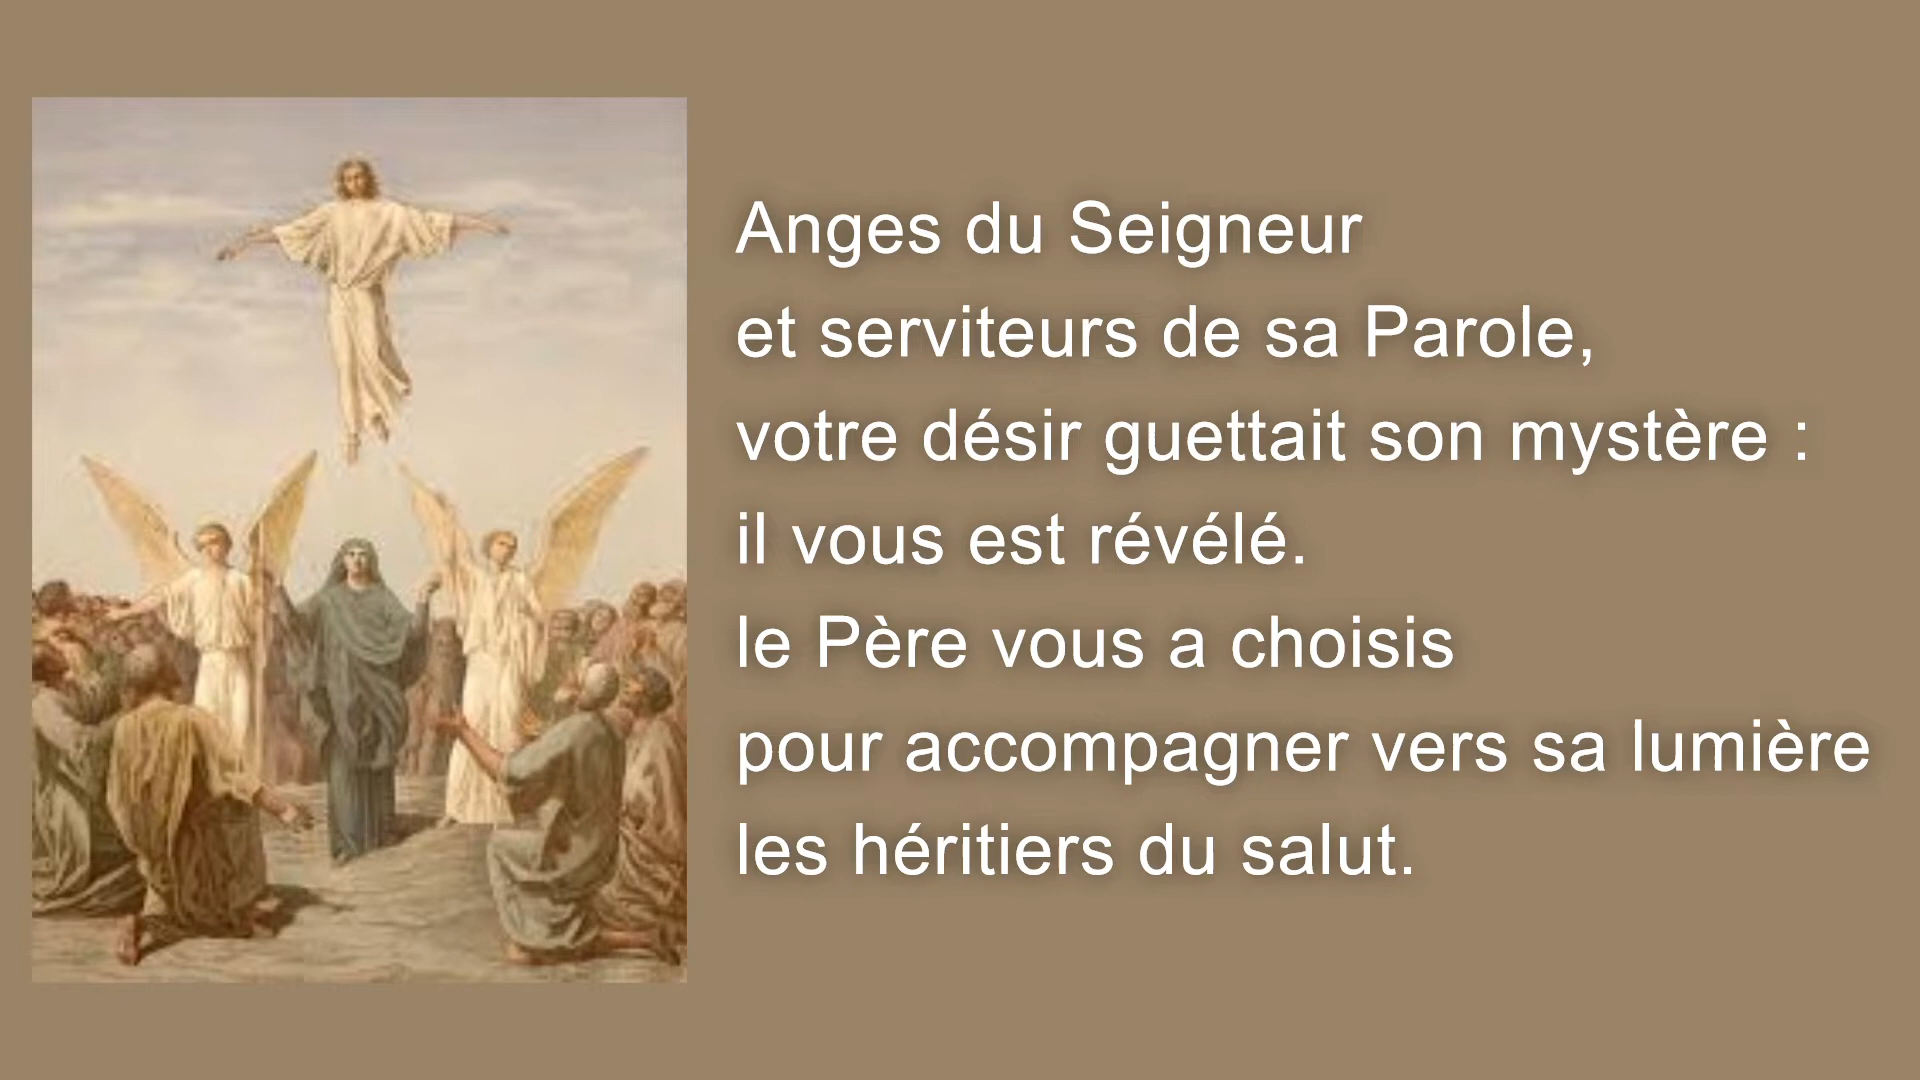 Anges du Seigneur
et serviteurs de sa Parole,
votre désir guettait son mystère :
il vous est révélé.
le Père vous a choisis
pour accompagner vers sa lumière
les héritiers du salut.